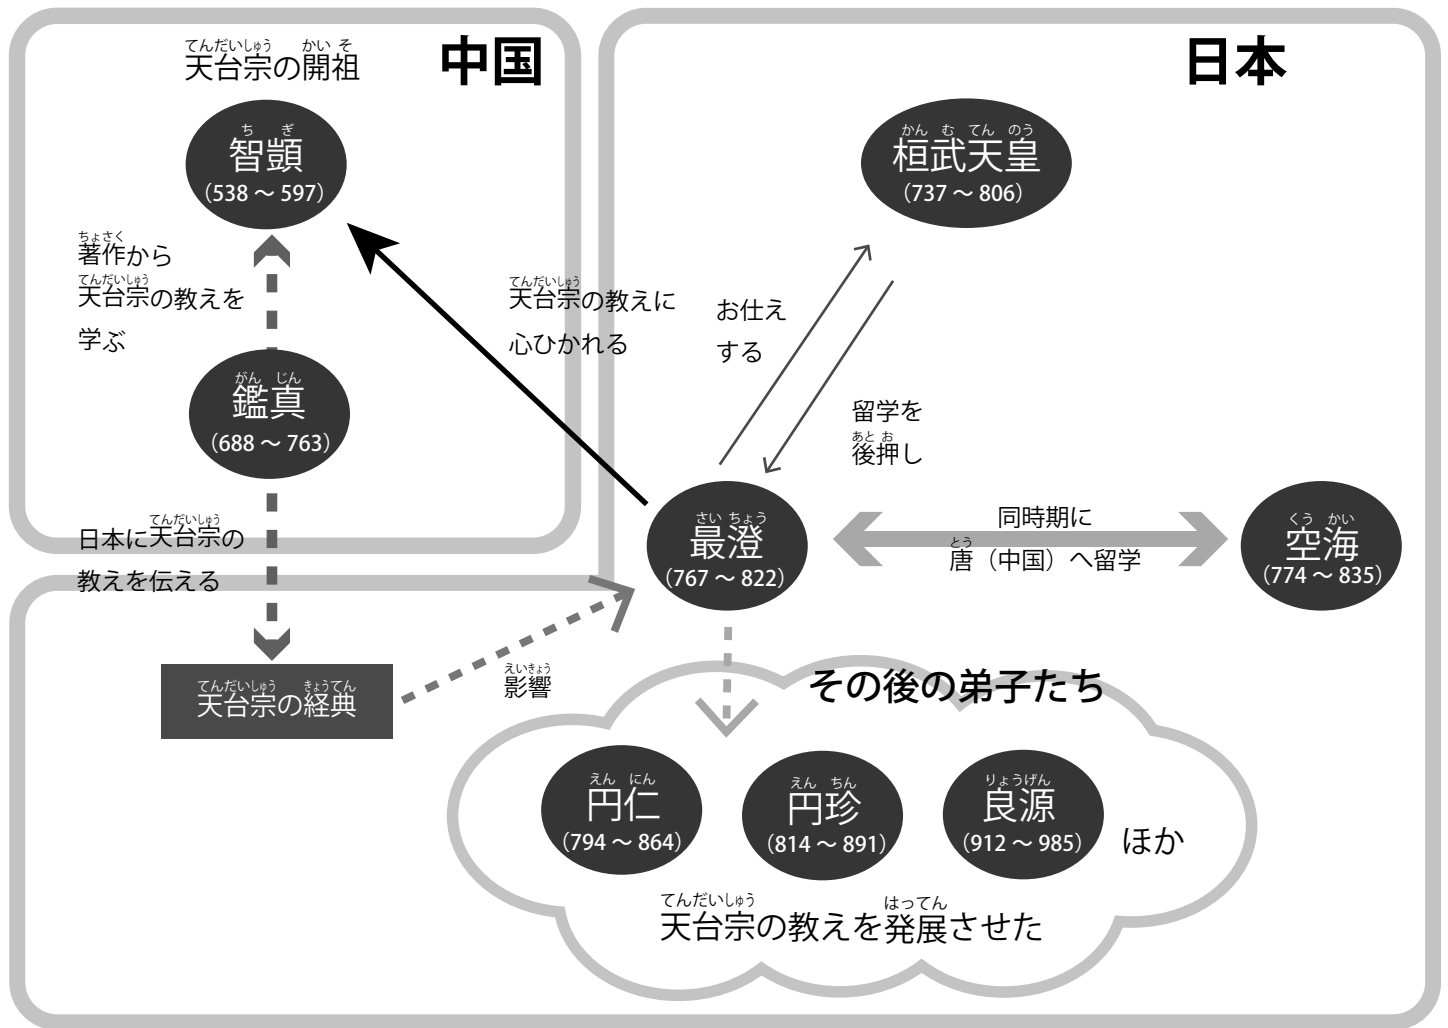 中国
天台宗の開祖
てんだいしゅう かいそ
智顗
ちぎ
(538 ～ 597)
著作から
ちょさく
天台宗の教えを
てんだいしゅう
学ぶ
鑑真
がんじん
(688 ～ 763)
日本に天台宗の
てんだいしゅう
教えを伝える
天台宗の経典
てんだいしゅう きょうてん
影響
えいきょう
天台宗の教えに
てんだいしゅう
心ひかれる
日本
桓武天皇
かんむてんのう
(737 ～ 806)
お仕え
する
留学を
後押し
あとお
最澄
さいちょう
(767 ～ 822)
同時期に
唐（中国）へ留学
とう
空海
くうかい
(774 ～ 835)
その後の弟子たち
円仁
えんにん
(794 ～ 864)
円珍
えんちん
(814 ～ 891)
良源
りょうげん
(912 ～ 985)
ほか
天台宗の教えを発展させた
てんだいしゅう はってん